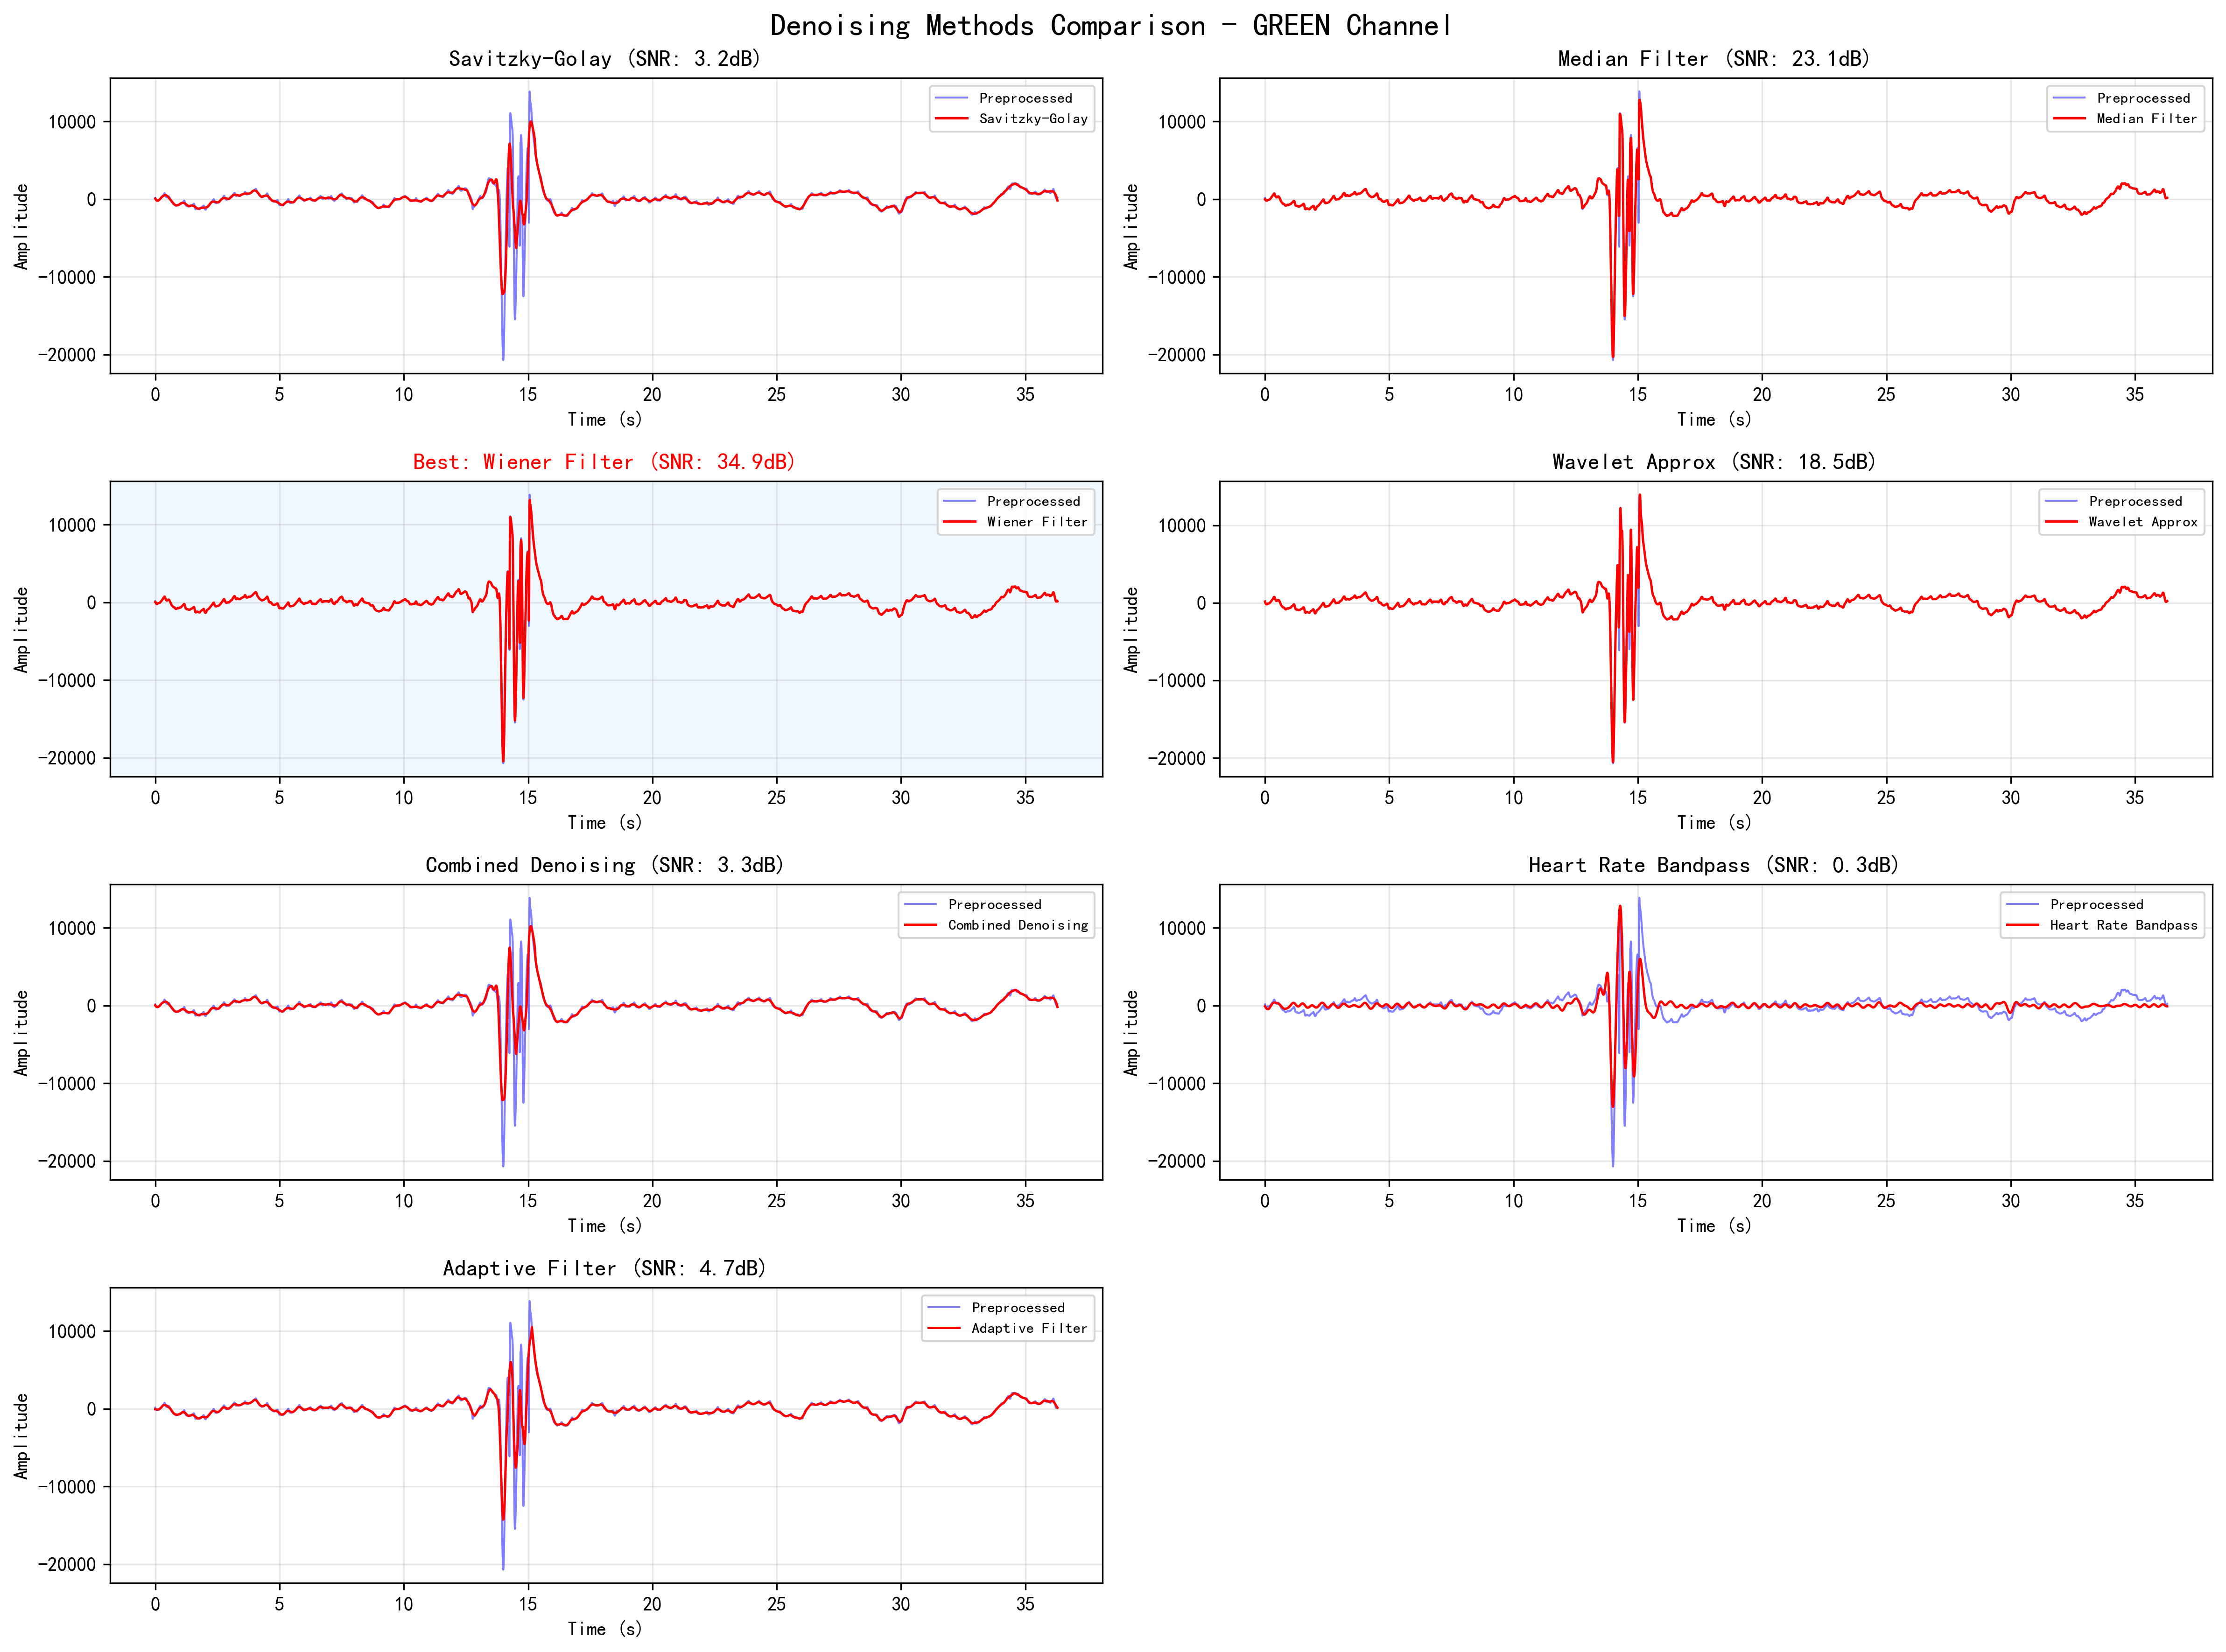 Denoising Methods Comparison - GREEN Channel
Savitzky-Golay (SNR: 3.2dB)
Preprocessed
Savitzky-Golay
Amplitude
10000
0
-10000
-20000
0 5 10 15 20 25 30 35
Time (s)
Median Filter (SNR: 23.1dB)
Preprocessed
Median Filter
Amplitude
10000
0
-10000
-20000
0 5 10 15 20 25 30 35
Time (s)
Best: Wiener Filter (SNR: 34.9dB)
Preprocessed
Wiener Filter
Amplitude
10000
0
-10000
-20000
0 5 10 15 20 25 30 35
Time (s)
Wavelet Approx (SNR: 18.5dB)
Preprocessed
Wavelet Approx
Amplitude
10000
0
-10000
-20000
0 5 10 15 20 25 30 35
Time (s)
Combined Denoising (SNR: 3.3dB)
Preprocessed
Combined Denoising
Amplitude
10000
0
-10000
-20000
0 5 10 15 20 25 30 35
Time (s)
Heart Rate Bandpass (SNR: 0.3dB)
Preprocessed
Heart Rate Bandpass
Amplitude
10000
0
-10000
-20000
0 5 10 15 20 25 30 35
Time (s)
Adaptive Filter (SNR: 4.7dB)
Preprocessed
Adaptive Filter
Amplitude
10000
0
-10000
-20000
0 5 10 15 20 25 30 35
Time (s)